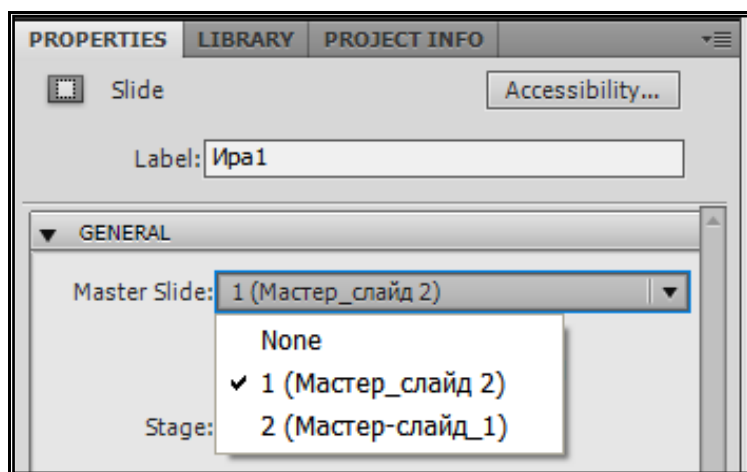 PROPERTIES LIBRARY PROJECT INFO
Slide Accessibility...
Label: Ира1
GENERAL
Master Slide: 1 (Мастер_слайд 2)
None
1 (Мастер_слайд 2)
Stage: 2 (Мастер-слайд_1)